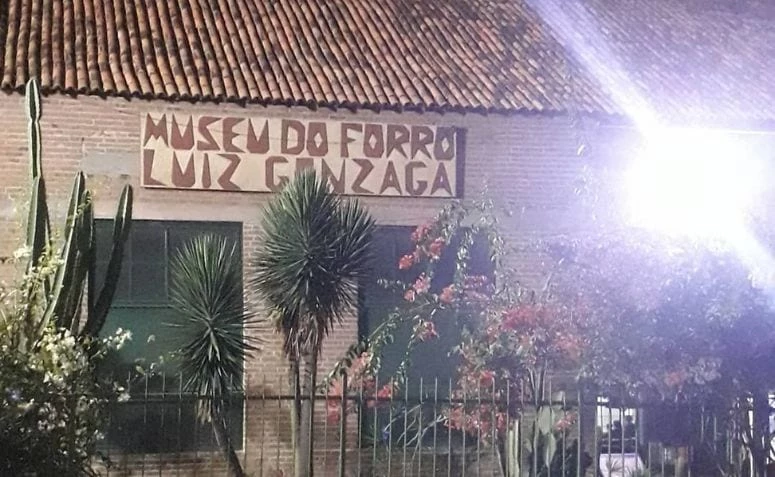 MUSEU DO FORRÓ
LUIZ GONZAGA